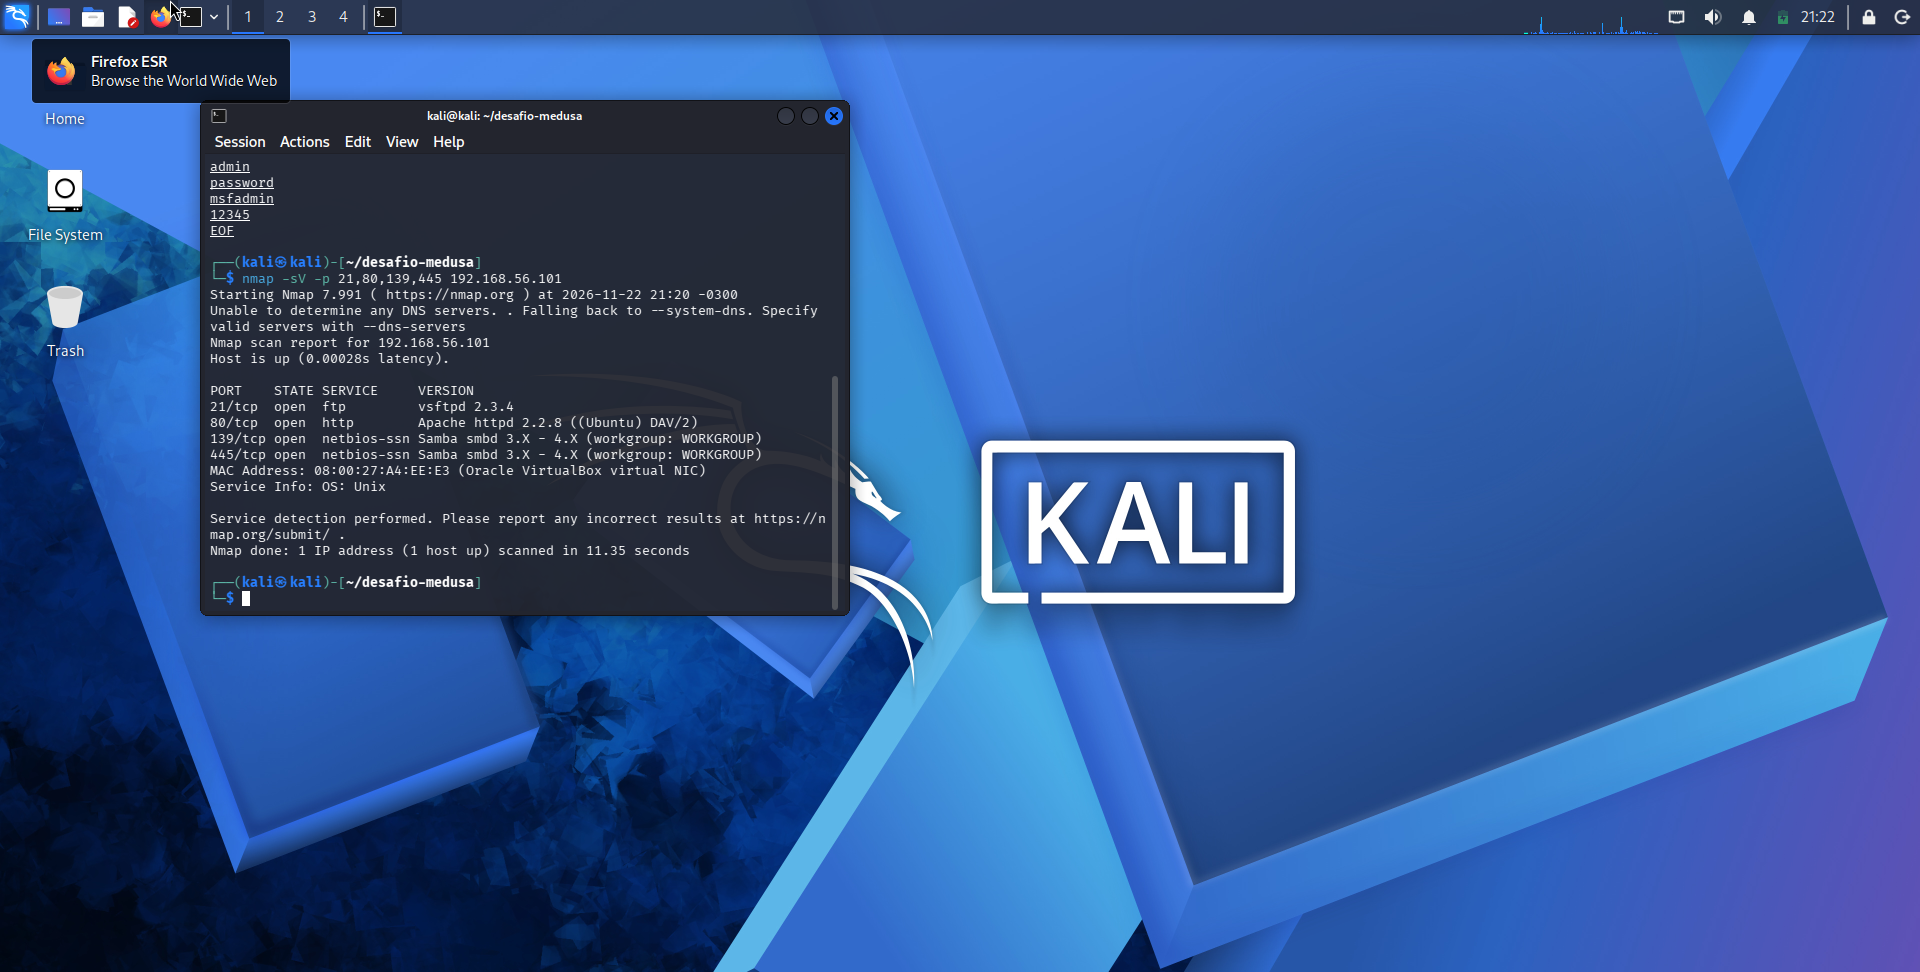 1 2 3 4 21:22
Firefox ESR
Browse the World Wide Web
Home
File System
Trash
kali@kali: ~/desafio-medusa
Session Actions Edit View Help
admin
password
msfadmin
12345
EOF
┌──(kali㉿kali)-[~/desafio-medusa]
└─$ nmap -sV -p 21,80,139,445 192.168.56.101
Starting Nmap 7.991 ( https://nmap.org ) at 2026-11-22 21:20 -0300
Unable to determine any DNS servers. . Falling back to --system-dns. Specify
valid servers with --dns-servers
Nmap scan report for 192.168.56.101
Host is up (0.00028s latency).
PORT    STATE SERVICE     VERSION
21/tcp  open  ftp         vsftpd 2.3.4
80/tcp  open  http        Apache httpd 2.2.8 ((Ubuntu) DAV/2)
139/tcp open  netbios-ssn Samba smbd 3.X - 4.X (workgroup: WORKGROUP)
445/tcp open  netbios-ssn Samba smbd 3.X - 4.X (workgroup: WORKGROUP)
MAC Address: 08:00:27:A4:EE:E3 (Oracle VirtualBox virtual NIC)
Service Info: OS: Unix
Service detection performed. Please report any incorrect results at https://n
map.org/submit/ .
Nmap done: 1 IP address (1 host up) scanned in 11.35 seconds
┌──(kali㉿kali)-[~/desafio-medusa]
└─$
KALI